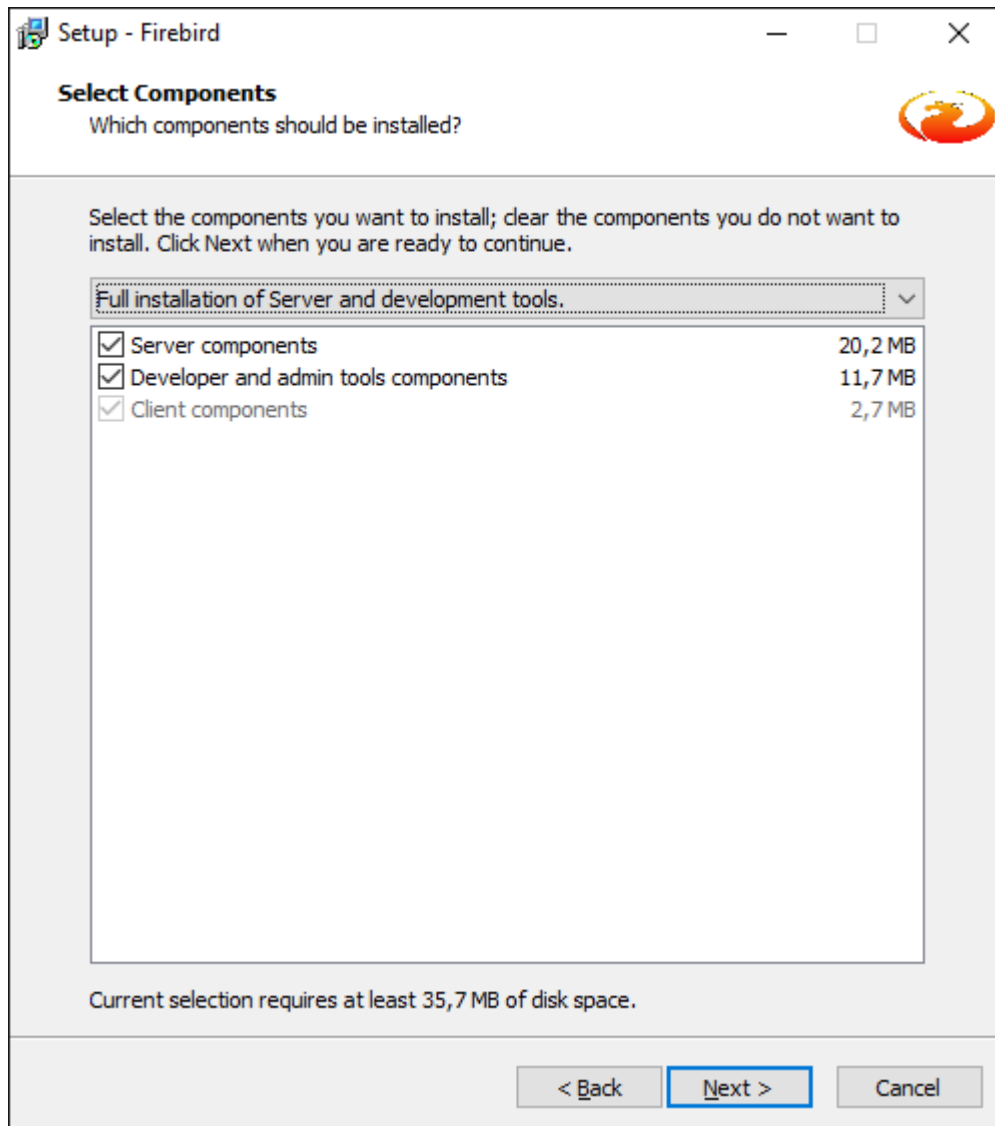 Setup - Firebird
Select Components
Which components should be installed?
Select the components you want to install; clear the components you do not want to
install. Click Next when you are ready to continue.
Full installation of Server and development tools.
Server components 20,2 MB
Developer and admin tools components 11,7 MB
Client components 2,7 MB
Current selection requires at least 35,7 MB of disk space.
< Back Next > Cancel